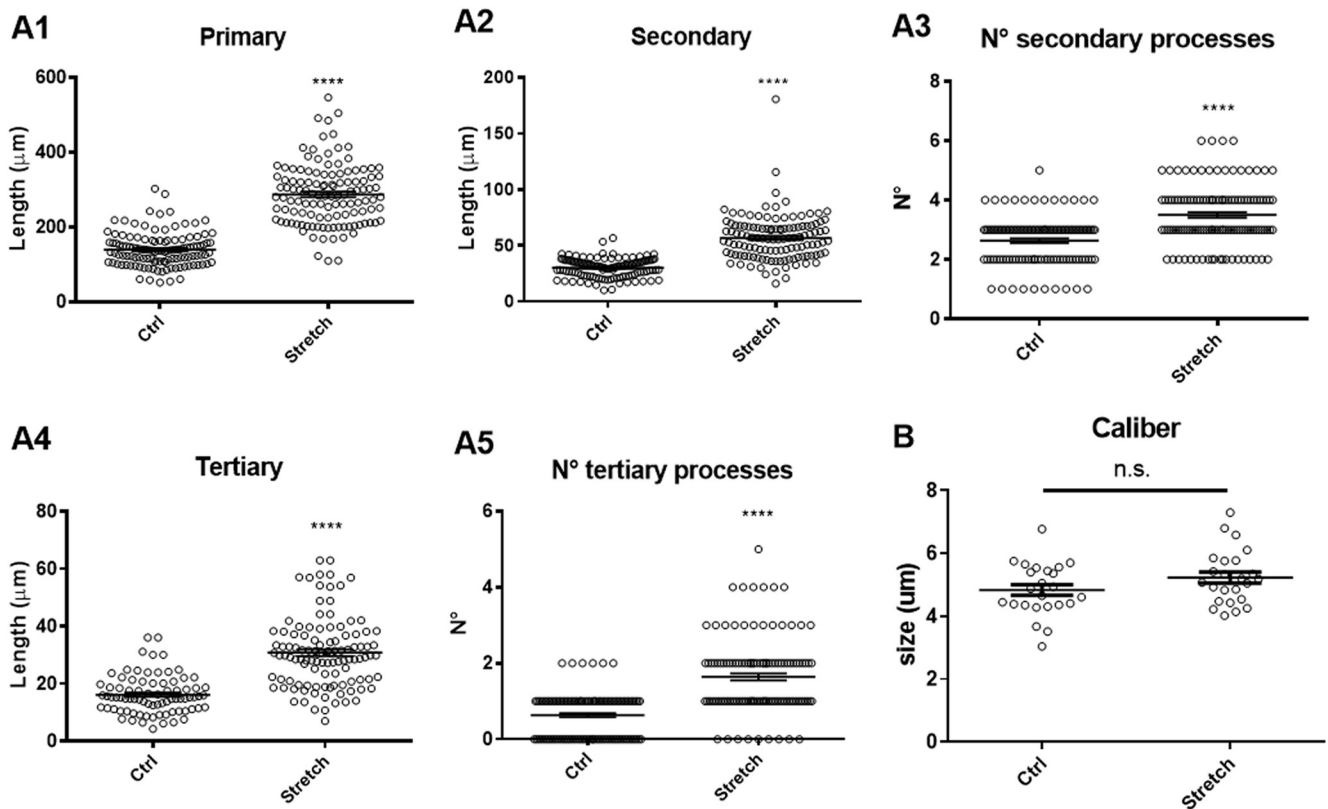 A1
Primary
****
600
400
200
0
Length (μm)
Ctrl
Stretch
A2
Secondary
****
200
150
100
50
0
Length (μm)
Ctrl
Stretch
A3
N° secondary processes
****
8
6
4
2
0
N°
Ctrl
Stretch
A4
Tertiary
****
80
60
40
20
0
Length (μm)
Ctrl
Stretch
A5
N° tertiary processes
****
6
4
2
0
N°
Ctrl
Stretch
B
Caliber
n.s.
8
6
4
2
0
size (um)
Ctrl
Stretch